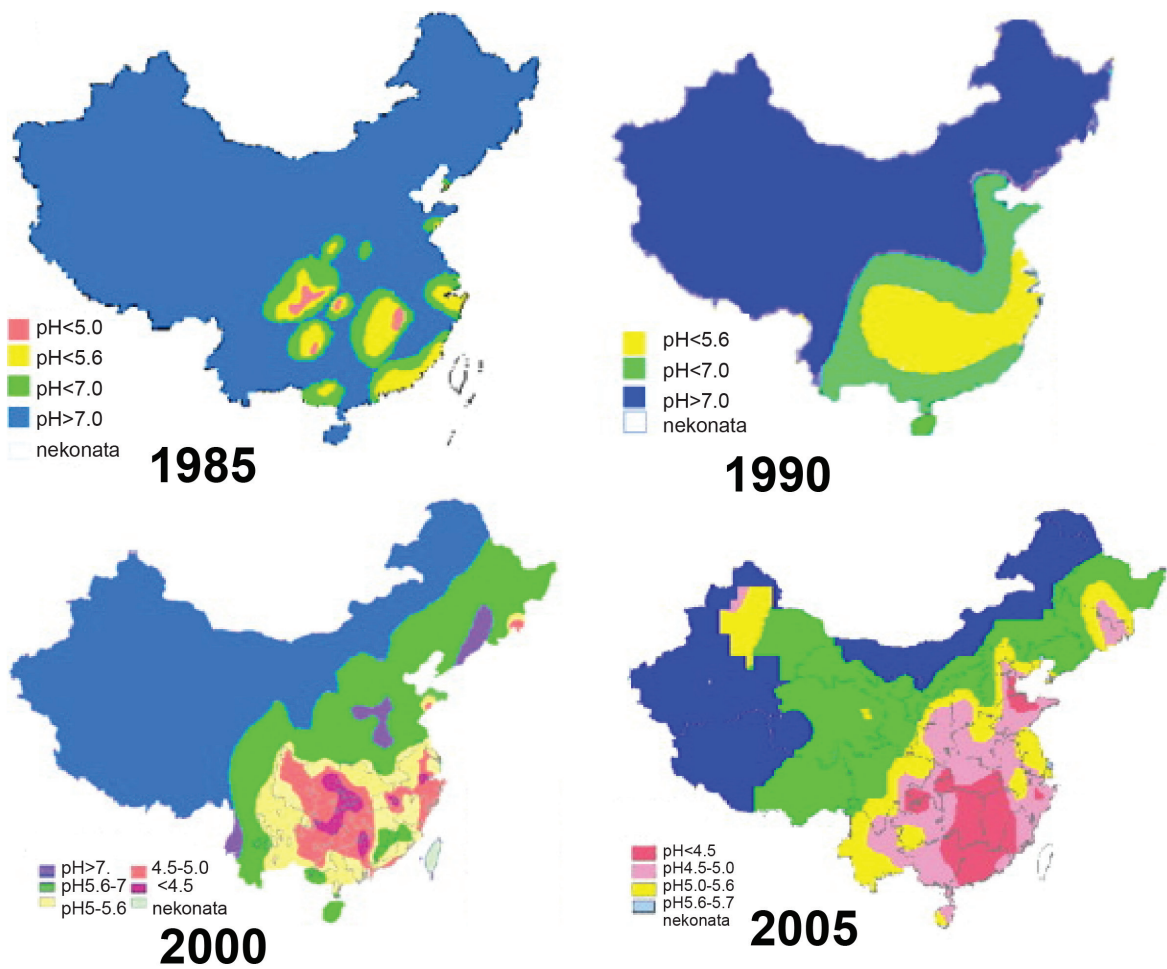 pH<5.0
pH<5.6
pH<7.0
pH>7.0
nekonata
1985
pH<5.6
pH<7.0
pH>7.0
nekonata
1990
pH>7. 4.5-5.0
pH5.6-7 <4.5
pH5-5.6 nekonata
2000
pH<4.5
pH4.5-5.0
pH5.0-5.6
pH5.6-5.7
nekonata
2005